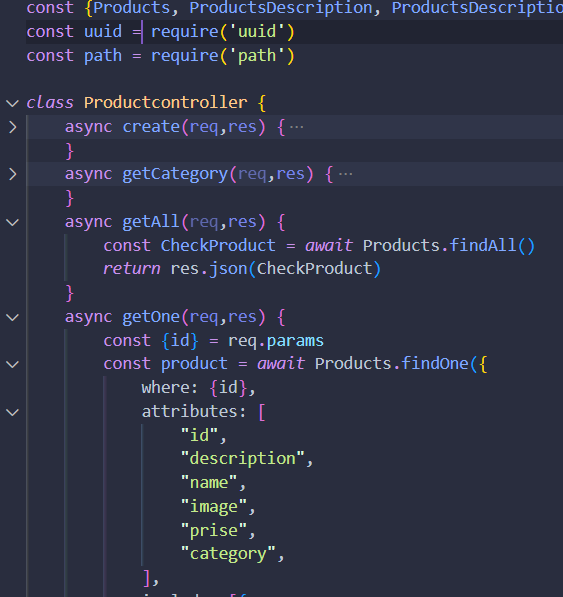 const {Products, ProductsDescription, ProductsDescriptio
const uuid = require('uuid')
const path = require('path')
class Productcontroller {
async create(req,res) {···
}
async getCategory(req,res) {···
}
async getAll(req,res) {
const CheckProduct = await Products.findAll()
return res.json(CheckProduct)
}
async getOne(req,res) {
const {id} = req.params
const product = await Products.findOne({
where: {id},
attributes: [
"id",
"description",
"name",
"image",
"prise",
"category",
],